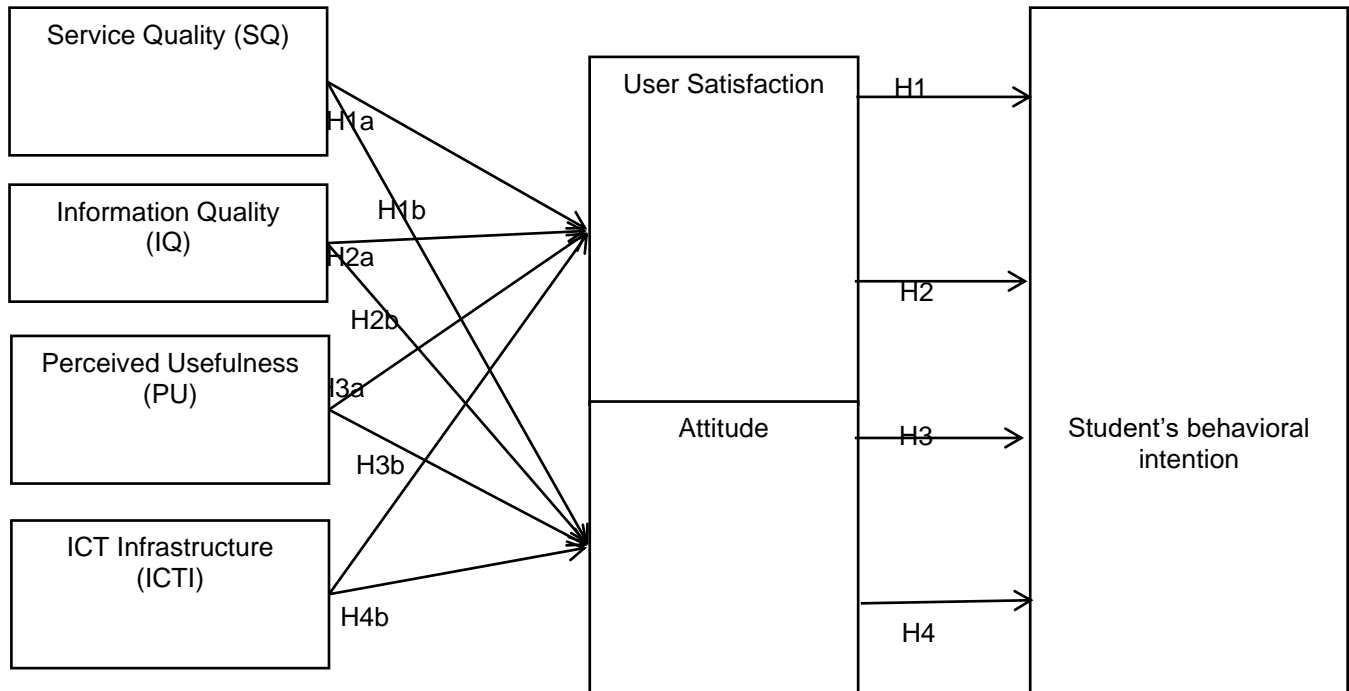 Service Quality (SQ)
User Satisfaction
H1
H1a
H1b
Information Quality
(IQ)
H2a
H2
H2b
Perceived Usefulness
(PU)
H3a
Attitude
H3
Student’s behavioral
intention
H3b
ICT Infrastructure
(ICTI)
H4b
H4